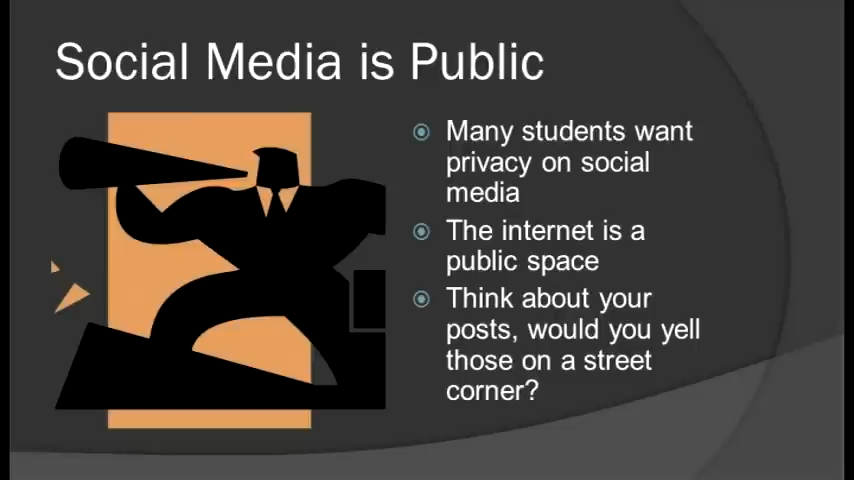 Social Media is Public
Many students want
privacy on social
media
The internet is a
public space
Think about your
posts, would you yell
those on a street
corner?